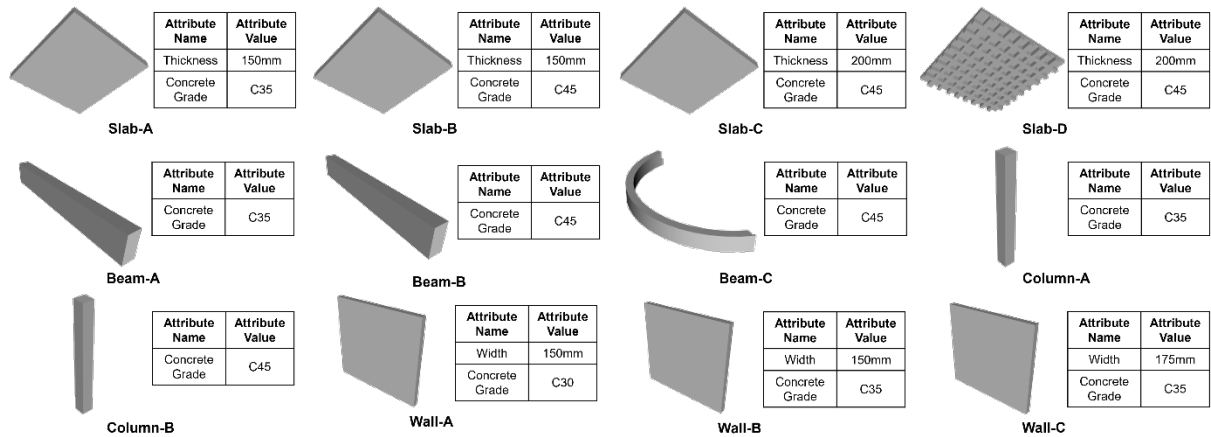 Attribute Name Attribute Value
Thickness 150mm
Concrete Grade C35
Slab-A
Attribute Name Attribute Value
Thickness 150mm
Concrete Grade C45
Slab-B
Attribute Name Attribute Value
Thickness 200mm
Concrete Grade C45
Slab-C
Attribute Name Attribute Value
Thickness 200mm
Concrete Grade C45
Slab-D
Attribute Name Attribute Value
Concrete Grade C35
Beam-A
Attribute Name Attribute Value
Concrete Grade C45
Beam-B
Attribute Name Attribute Value
Concrete Grade C45
Beam-C
Attribute Name Attribute Value
Concrete Grade C35
Column-A
Attribute Name Attribute Value
Concrete Grade C45
Column-B
Attribute Name Attribute Value
Width 150mm
Concrete Grade C30
Wall-A
Attribute Name Attribute Value
Width 150mm
Concrete Grade C35
Wall-B
Attribute Name Attribute Value
Width 175mm
Concrete Grade C35
Wall-C